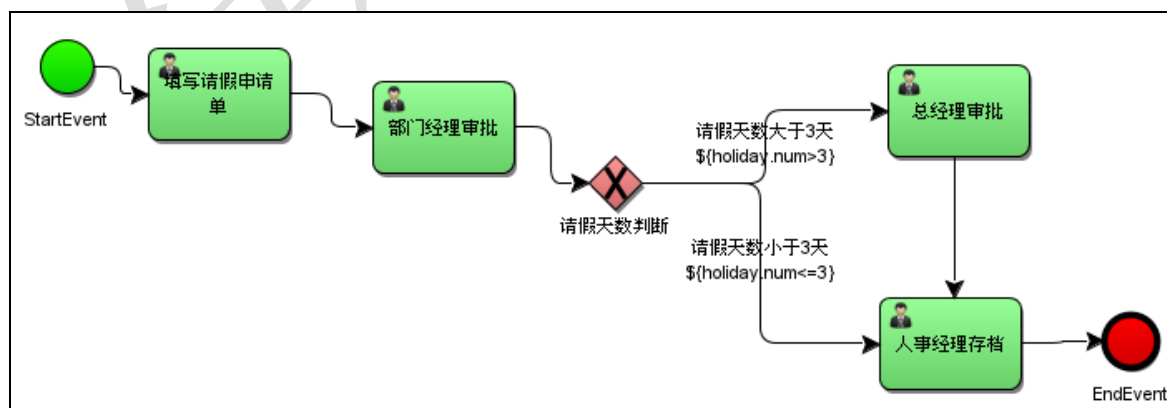 StartEvent
填写请假申请
单
部门经理审批
请假天数判断
请假天数大于3天
${holiday.num>3}
总经理审批
请假天数小于3天
${holiday.num<=3}
人事经理存档
EndEvent